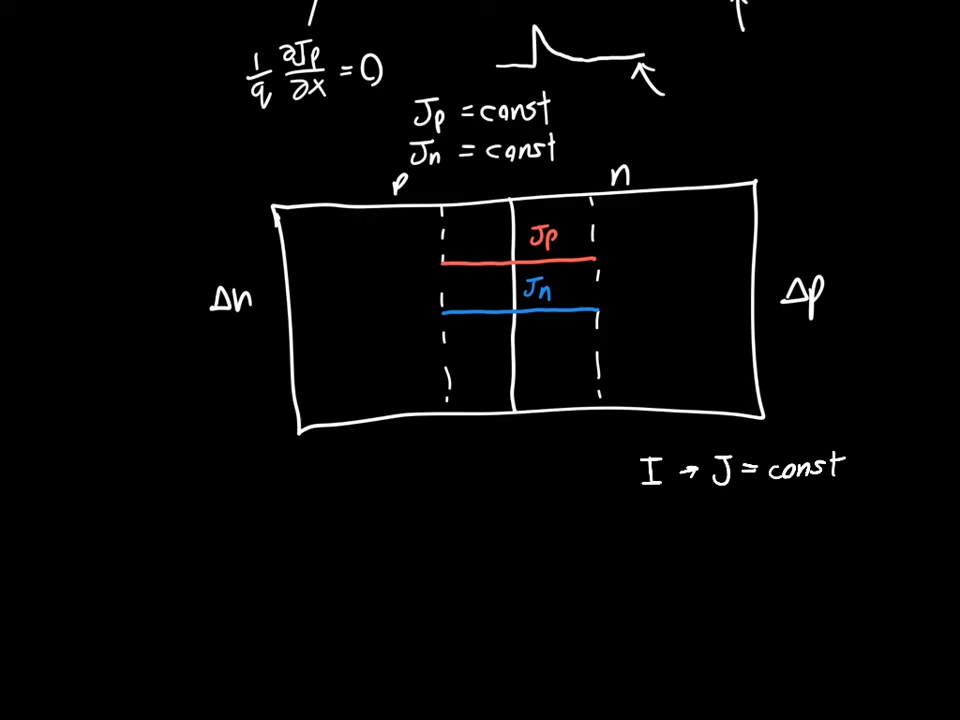 1/q ∂Jp/∂x = 0
Jp = const
Jn = const
p n
Jp
Jn
Δn Δp
I → J = const